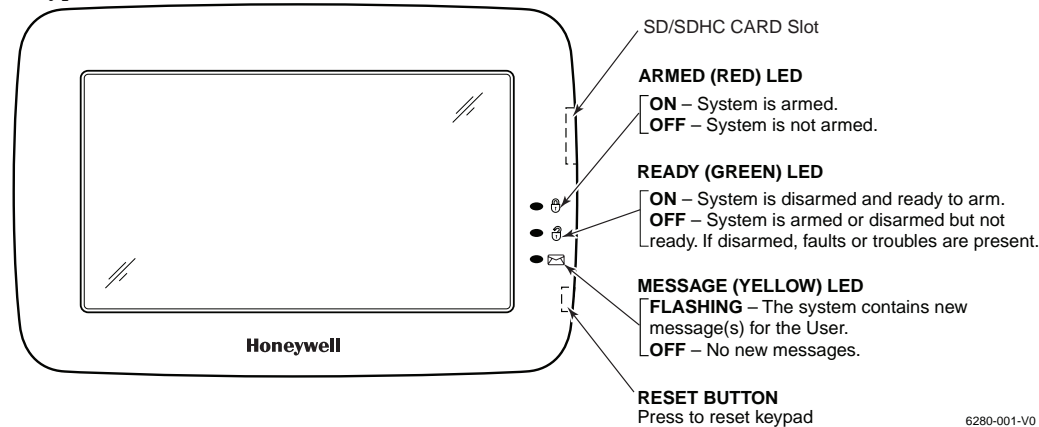 SD/SDHC CARD Slot
ARMED (RED) LED
ON – System is armed.
OFF – System is not armed.
READY (GREEN) LED
ON – System is disarmed and ready to arm.
OFF – System is armed or disarmed but not
ready. If disarmed, faults or troubles are present.
MESSAGE (YELLOW) LED
FLASHING – The system contains new
message(s) for the User.
OFF – No new messages.
Honeywell
RESET BUTTON
Press to reset keypad
6280-001-V0